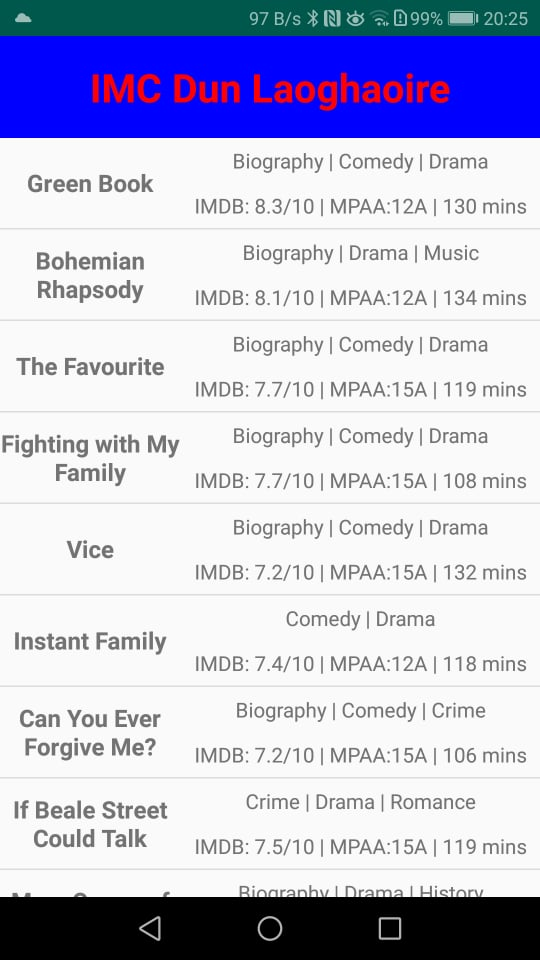 97 B/s 99% 20:25
IMC Dun Laoghaoire
Biography | Comedy | Drama
Green Book
IMDB: 8.3/10 | MPAA:12A | 130 mins
Biography | Drama | Music
Bohemian
Rhapsody
IMDB: 8.1/10 | MPAA:12A | 134 mins
Biography | Comedy | Drama
The Favourite
IMDB: 7.7/10 | MPAA:15A | 119 mins
Biography | Comedy | Drama
Fighting with My
Family
IMDB: 7.7/10 | MPAA:15A | 108 mins
Biography | Comedy | Drama
Vice
IMDB: 7.2/10 | MPAA:15A | 132 mins
Comedy | Drama
Instant Family
IMDB: 7.4/10 | MPAA:12A | 118 mins
Biography | Comedy | Crime
Can You Ever
Forgive Me?
IMDB: 7.2/10 | MPAA:15A | 106 mins
Crime | Drama | Romance
If Beale Street
Could Talk
IMDB: 7.5/10 | MPAA:15A | 119 mins
Biography | Drama | History